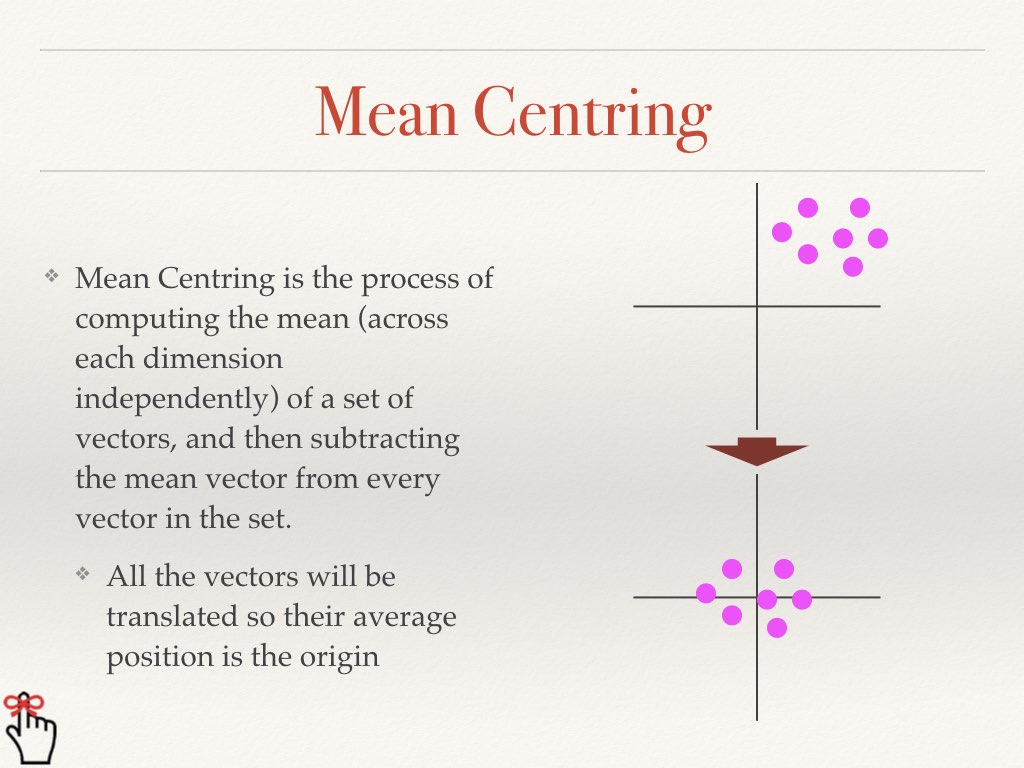 Mean Centring
Mean Centring is the process of
computing the mean (across
each dimension
independently) of a set of
vectors, and then subtracting
the mean vector from every
vector in the set.
All the vectors will be
translated so their average
position is the origin